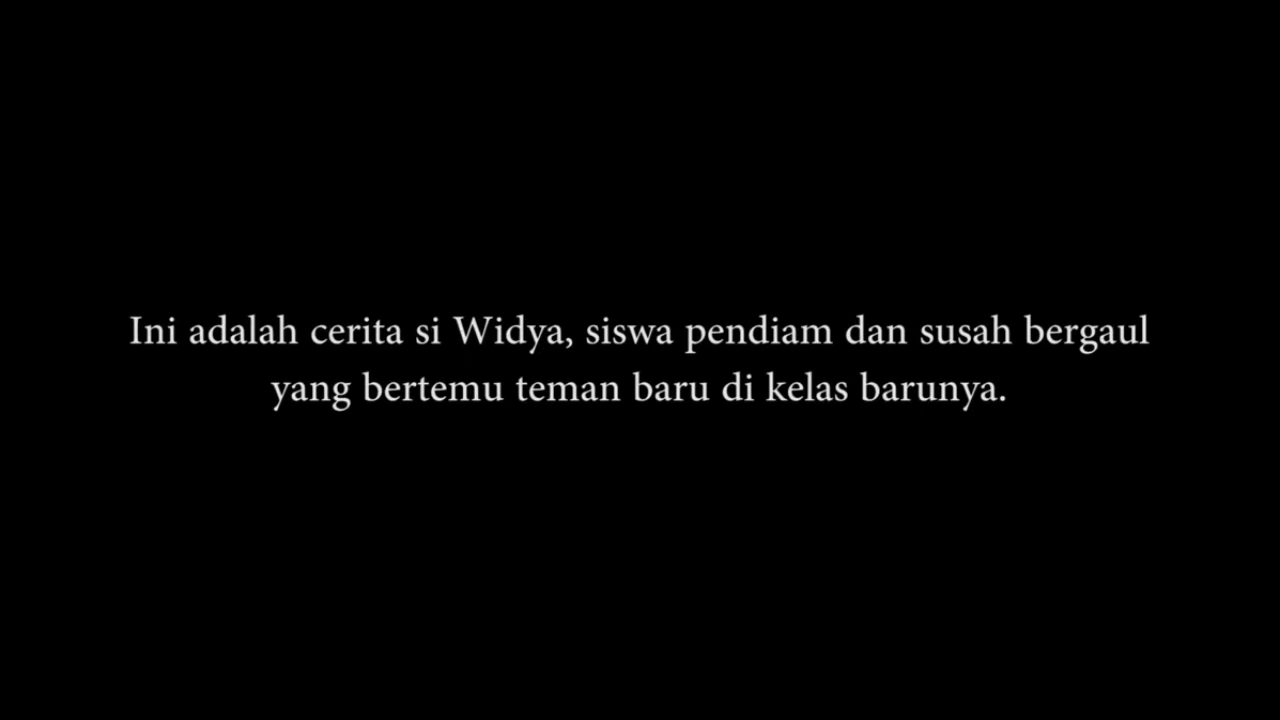 Ini adalah cerita si Widya, siswa pendiam dan susah bergaul
yang bertemu teman baru di kelas barunya.